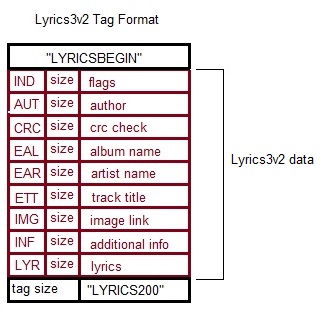 Lyrics3v2 Tag Format
"LYRICSBEGIN"
IND size flags
AUT size author
CRC size crc check
EAL size album name
EAR size artist name
ETT size track title
IMG size image link
INF size additional info
LYR size lyrics
tag size "LYRICS200"
Lyrics3v2 data